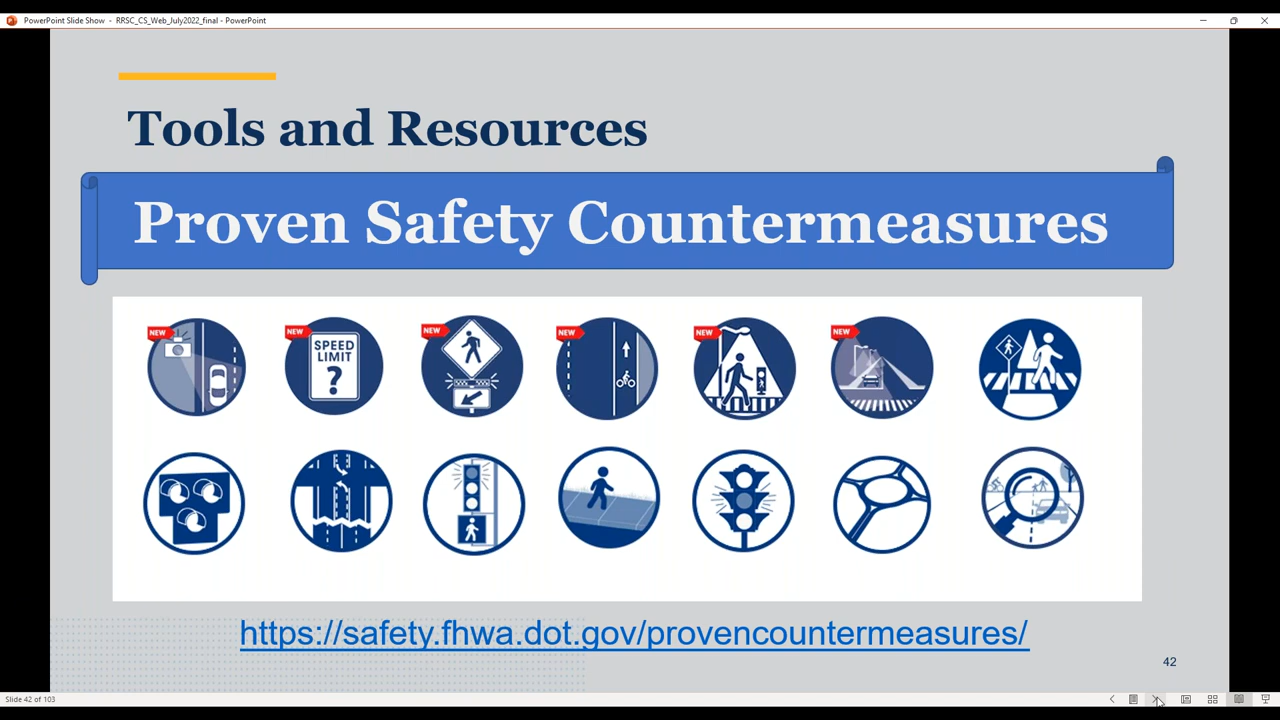 PowerPoint Slide Show - RRSC_CS_Web_July2022_final - PowerPoint
Tools and Resources
Proven Safety Countermeasures
NEW
NEW
NEW
NEW
NEW
NEW
SPEED
LIMIT
?
https://safety.fhwa.dot.gov/provencountermeasures/
42
Slide 42 of 103